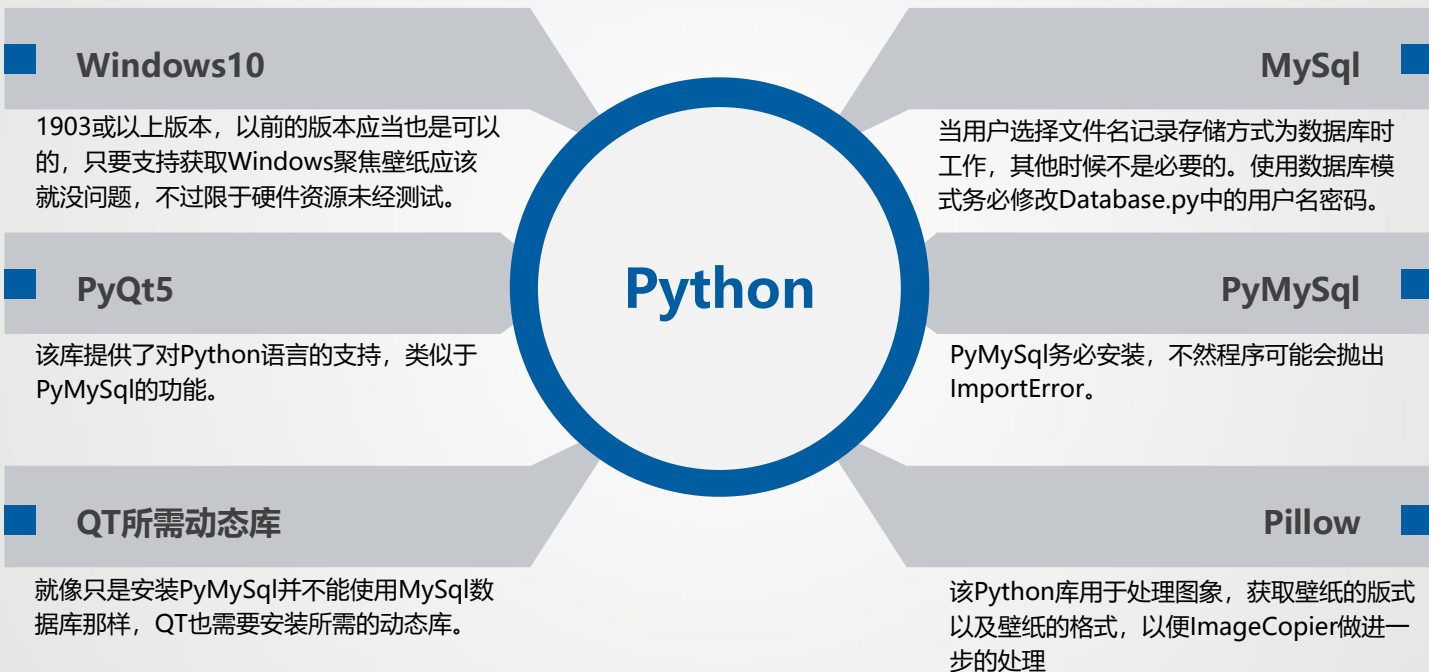 Windows10
1903或以上版本，以前的版本应当也是可以
的，只要支持获取Windows聚焦壁纸应该
就没问题，不过限于硬件资源未经测试。
PyQt5
该库提供了对Python语言的支持，类似于
PyMySql的功能。
QT所需动态库
就像只是安装PyMySql并不能使用MySql数
据库那样，QT也需要安装所需的动态库。
Python
MySql
当用户选择文件名记录存储方式为数据库时
工作，其他时候不是必要的。使用数据库模
式务必修改Database.py中的用户名密码。
PyMySql
PyMySql务必安装，不然程序可能会抛出
ImportError。
Pillow
该Python库用于处理图象，获取壁纸的版式
以及壁纸的格式，以便ImageCopier做进一
步的处理